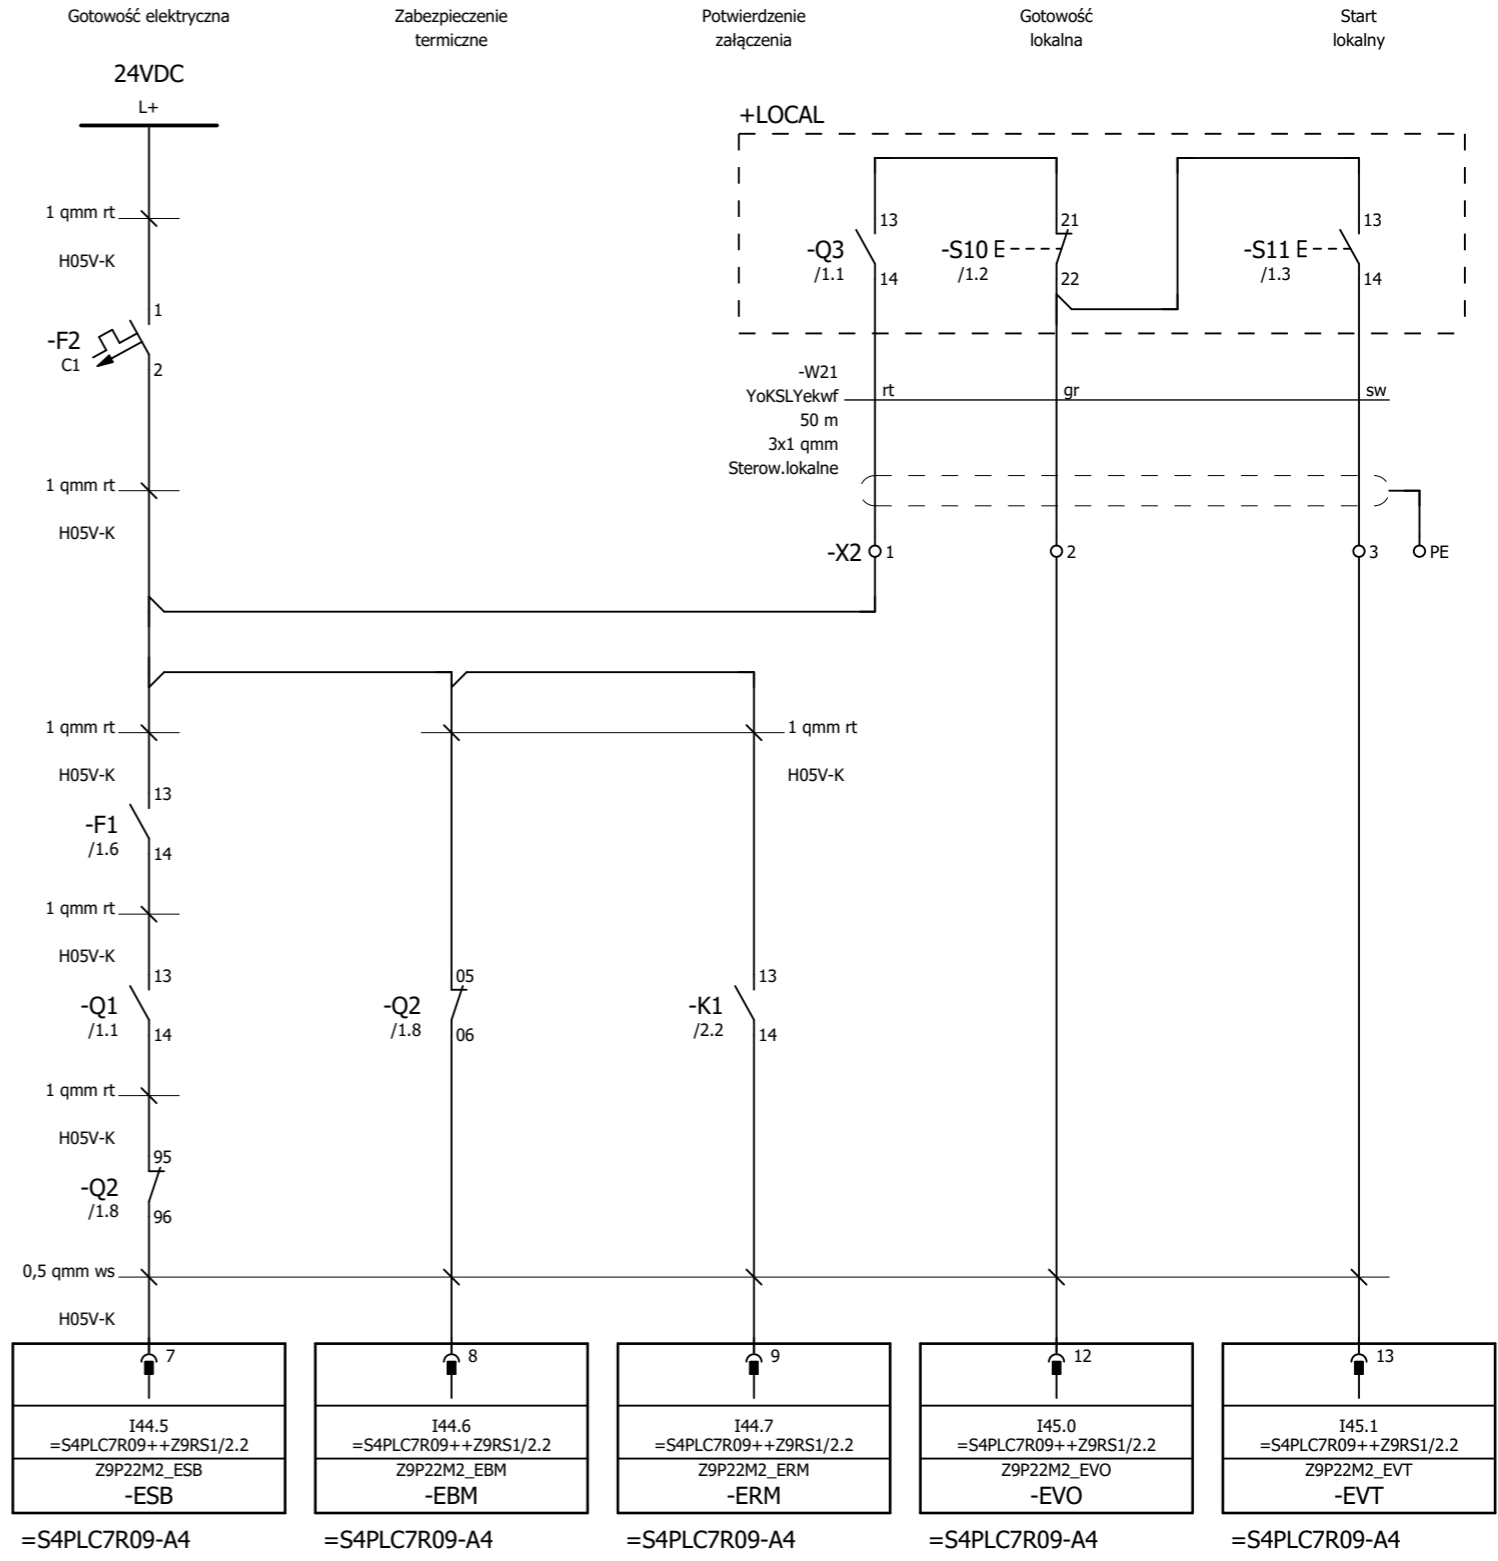 Gotowość elektryczna
Zabezpieczenie
termiczne
Potwierdzenie
załączenia
Gotowość
lokalna
Start
lokalny
24VDC
L+
+LOCAL
1 qmm rt
H05V-K
1
-F2
C1
2
13
-Q3
/1.1
14
21
-S10 E
/1.2
22
13
-S11 E
/1.3
14
-W21
YoKSLYekwf
50 m
3x1 qmm
Sterow.lokalne
rt
gr
sw
1 qmm rt
H05V-K
-X2
1
2
3
PE
1 qmm rt
H05V-K
1 qmm rt
H05V-K
13
-F1
/1.6
14
1 qmm rt
H05V-K
13
-Q1
/1.1
14
05
-Q2
/1.8
06
13
-K1
/2.2
14
1 qmm rt
H05V-K
95
-Q2
/1.8
96
0,5 qmm ws
H05V-K
7
I44.5
=S4PLC7R09++Z9RS1/2.2
Z9P22M2_ESB
-ESB
=S4PLC7R09-A4
8
I44.6
=S4PLC7R09++Z9RS1/2.2
Z9P22M2_EBM
-EBM
=S4PLC7R09-A4
9
I44.7
=S4PLC7R09++Z9RS1/2.2
Z9P22M2_ERM
-ERM
=S4PLC7R09-A4
12
I45.0
=S4PLC7R09++Z9RS1/2.2
Z9P22M2_EVO
-EVO
=S4PLC7R09-A4
13
I45.1
=S4PLC7R09++Z9RS1/2.2
Z9P22M2_EVT
-EVT
=S4PLC7R09-A4